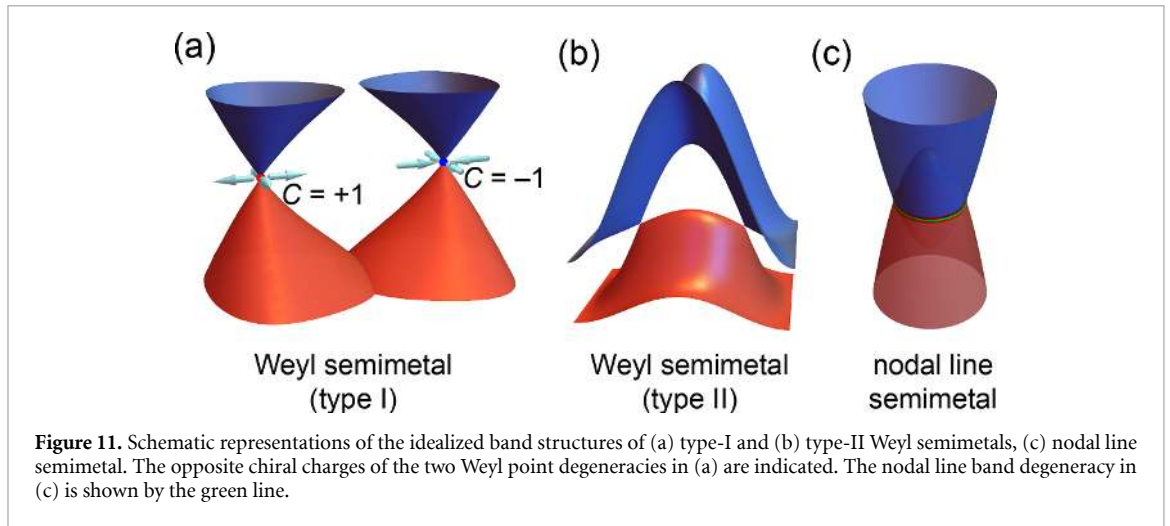 (a)
(b)
(c)
C = +1
C = −1
Weyl semimetal
(type I)
Weyl semimetal
(type II)
nodal line
semimetal
Figure 11. Schematic representations of the idealized band structures of (a) type-I and (b) type-II Weyl semimetals, (c) nodal line
semimetal. The opposite chiral charges of the two Weyl point degeneracies in (a) are indicated. The nodal line band degeneracy in
(c) is shown by the green line.